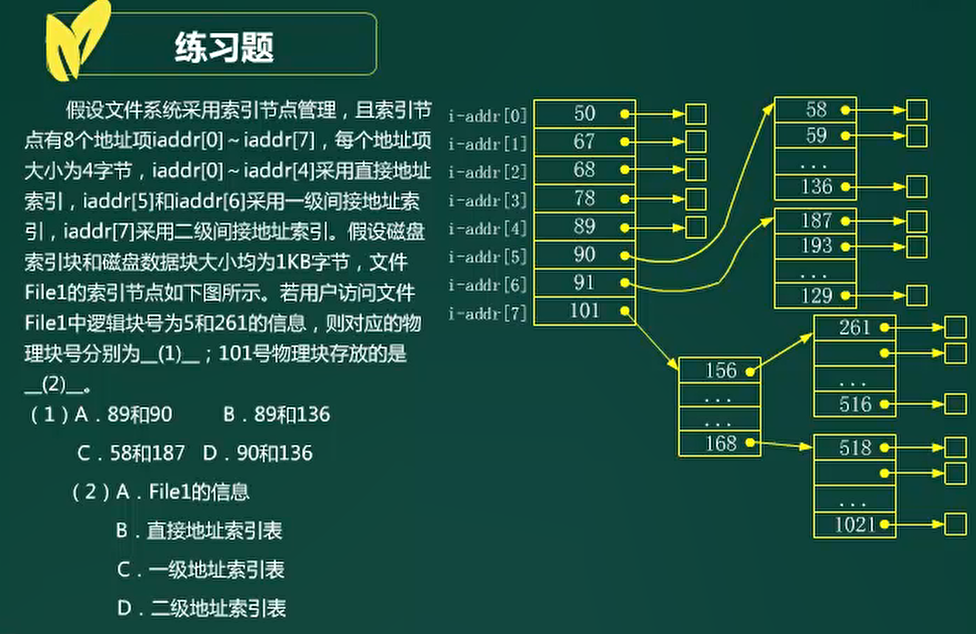 练习题
假设文件系统采用索引节点管理，且索引节
点有8个地址项iaddr[0]～iaddr[7]，每个地址项
大小为4字节，iaddr[0]～iaddr[4]采用直接地址
索引，iaddr[5]和iaddr[6]采用一级间接地址索
引，iaddr[7]采用二级间接地址索引。假设磁盘
索引块和磁盘数据块大小均为1KB字节，文件
File1的索引节点如下图所示。若用户访问文件
File1中逻辑块号为5和261的信息，则对应的物
理块号分别为__(1)__；101号物理块存放的是
__(2)__。
（1）A．89和90 B．89和136
C．58和187 D．90和136
（2）A．File1的信息
B．直接地址索引表
C．一级地址索引表
D．二级地址索引表
i-addr[0] 50
i-addr[1] 67
i-addr[2] 68
i-addr[3] 78
i-addr[4] 89
i-addr[5] 90
i-addr[6] 91
i-addr[7] 101
58
59
...
136
187
193
...
129
156
...
...
168
261
...
516
518
...
1021